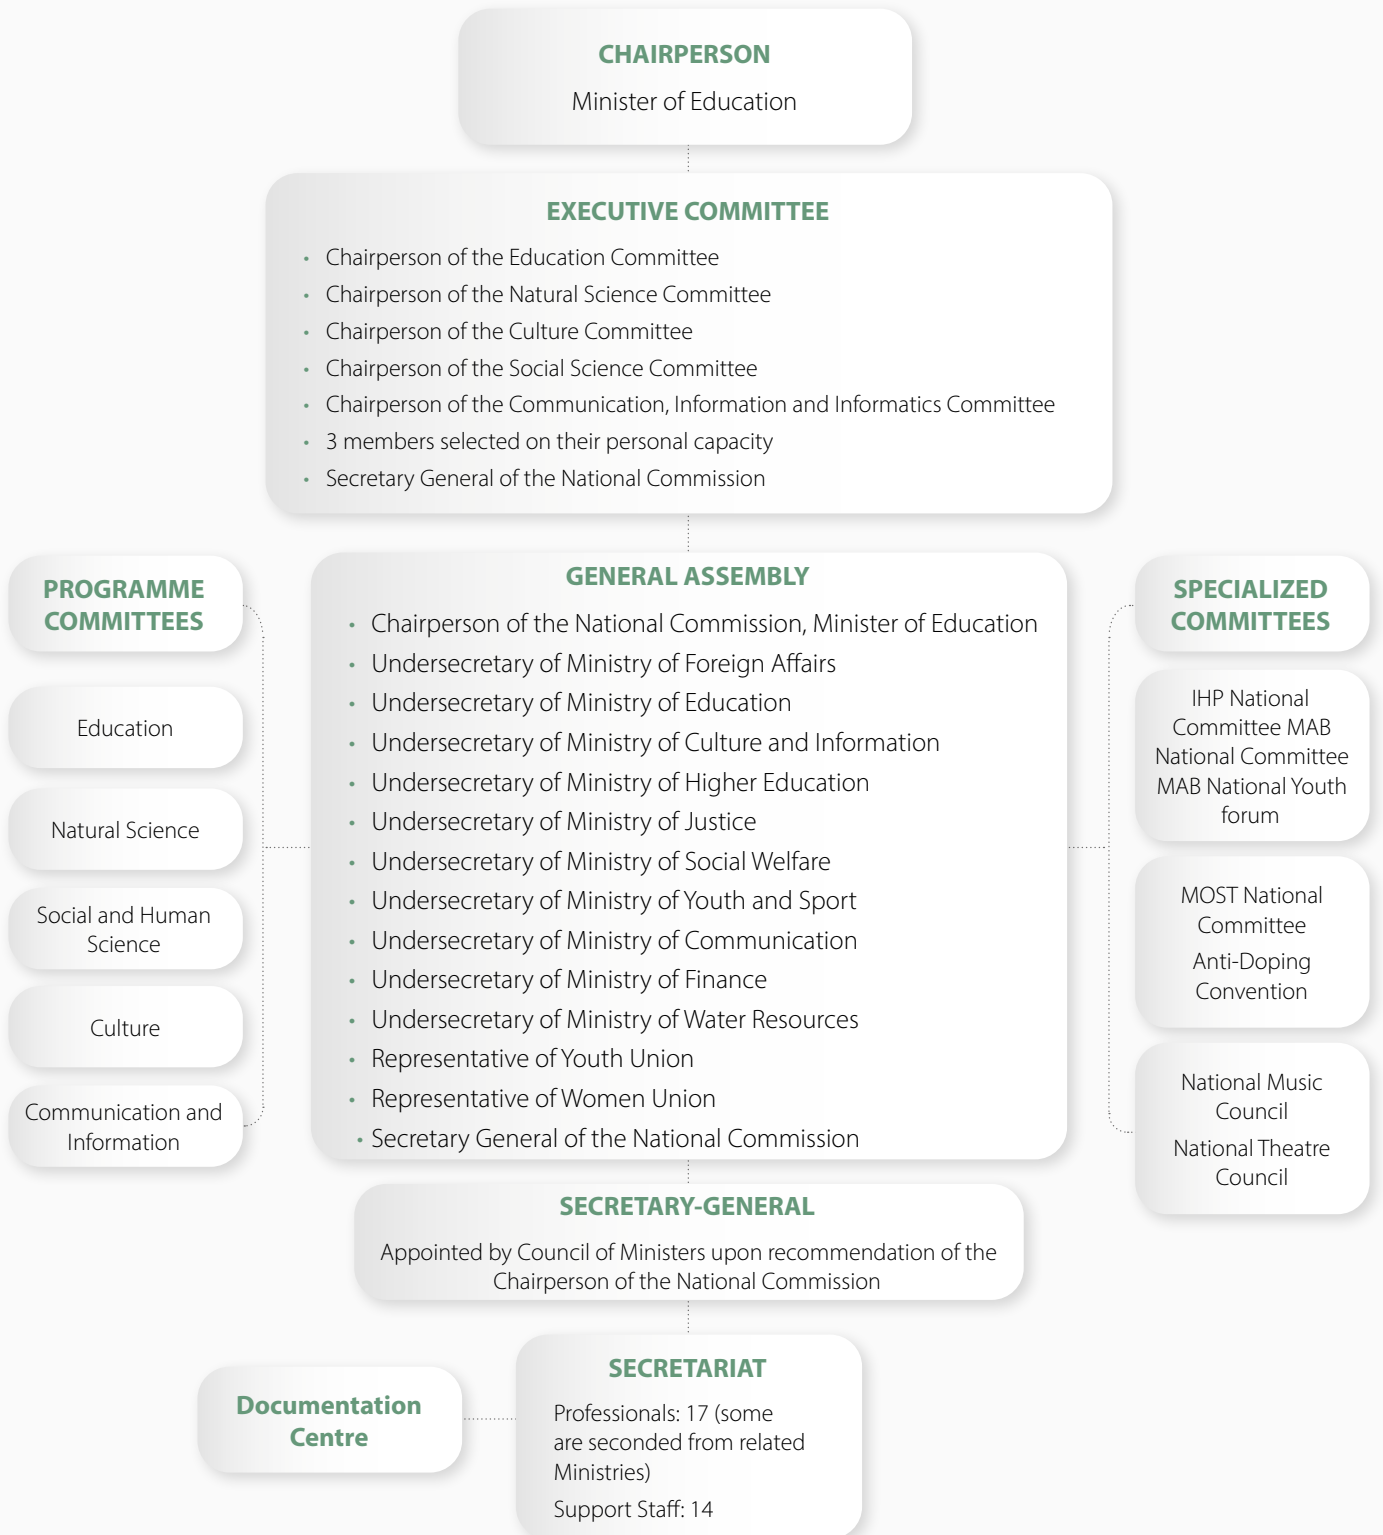 CHAIRPERSON
Minister of Education
EXECUTIVE COMMITTEE
• Chairperson of the Education Committee
• Chairperson of the Natural Science Committee
• Chairperson of the Culture Committee
• Chairperson of the Social Science Committee
• Chairperson of the Communication, Information and Informatics Committee
• 3 members selected on their personal capacity
• Secretary General of the National Commission
PROGRAMME
COMMITTEES
Education
Natural Science
Social and Human
Science
Culture
Communication and
Information
GENERAL ASSEMBLY
• Chairperson of the National Commission, Minister of Education
• Undersecretary of Ministry of Foreign Affairs
• Undersecretary of Ministry of Education
• Undersecretary of Ministry of Culture and Information
• Undersecretary of Ministry of Higher Education
• Undersecretary of Ministry of Justice
• Undersecretary of Ministry of Social Welfare
• Undersecretary of Ministry of Youth and Sport
• Undersecretary of Ministry of Communication
• Undersecretary of Ministry of Finance
• Undersecretary of Ministry of Water Resources
• Representative of Youth Union
• Representative of Women Union
• Secretary General of the National Commission
SPECIALIZED
COMMITTEES
IHP National
Committee MAB
National Committee
MAB National Youth
forum
MOST National
Committee
Anti-Doping
Convention
National Music
Council
National Theatre
Council
SECRETARY-GENERAL
Appointed by Council of Ministers upon recommendation of the
Chairperson of the National Commission
Documentation
Centre
SECRETARIAT
Professionals: 17 (some
are seconded from related
Ministries)
Support Staff: 14